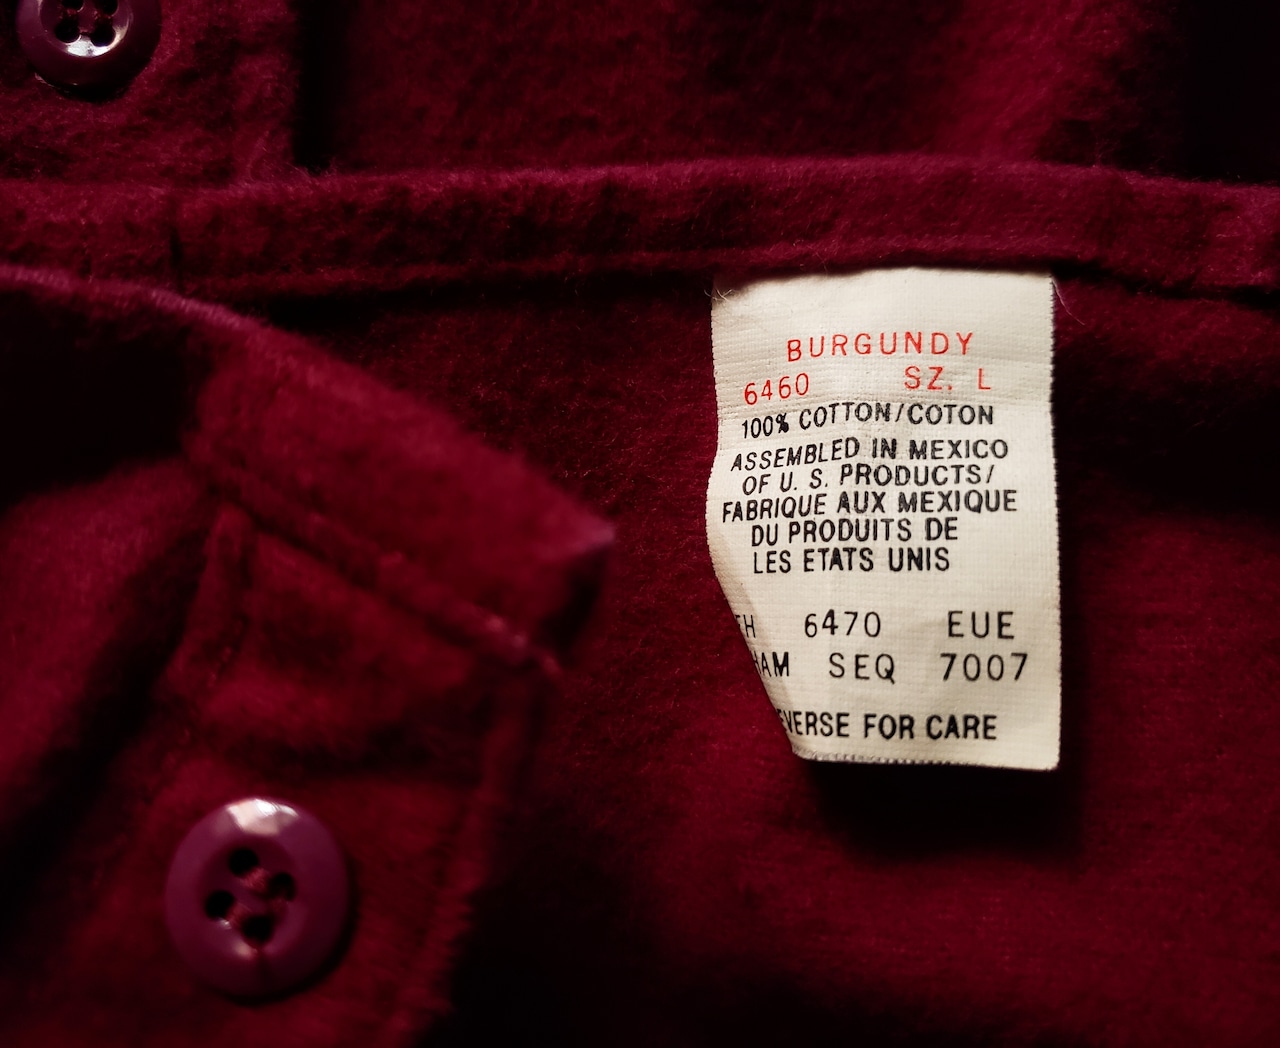 BURGUNDY
6460 SZ. L
100% COTTON/COTON
ASSEMBLED IN MEXICO
OF U. S. PRODUCTS/
FABRIQUE AUX MEXIQUE
DU PRODUITS DE
LES ETATS UNIS
6470 EUE
SEQ 7007
FOR CARE